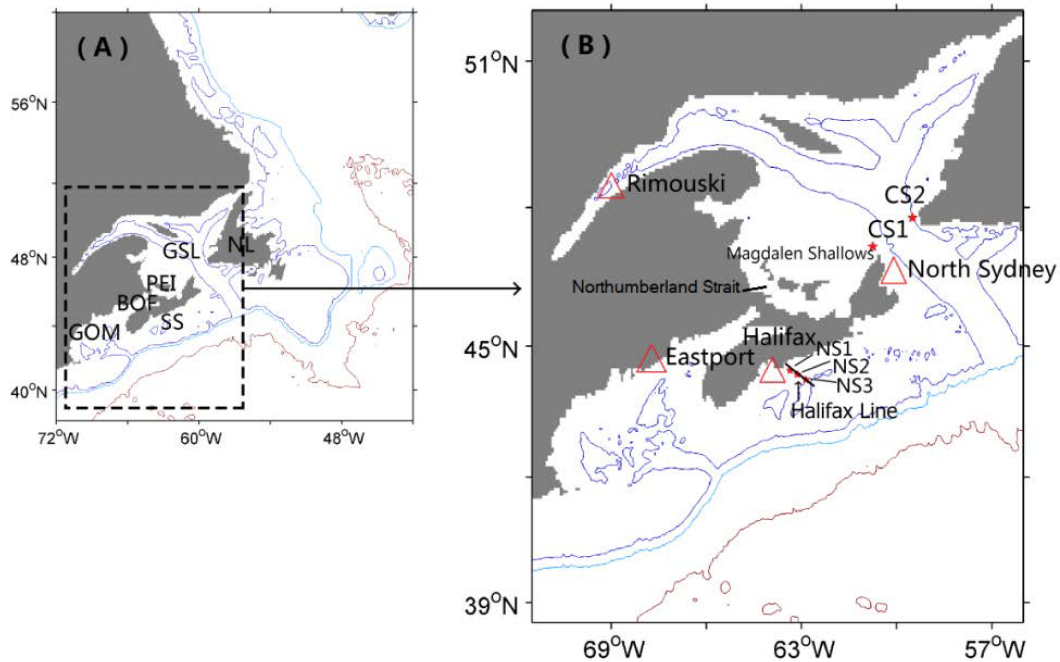 ( A )
56°N
48°N
40°N
72°W
60°W
48°W
GSL
NL
PEI
BOF
SS
GOM
( B )
51°N
45°N
39°N
69°W
63°W
57°W
Rimouski
CS2
CS1
Magdalen Shallows
North Sydney
Northumberland Strait
Halifax
NS1
Eastport
NS2
NS3
Halifax Line